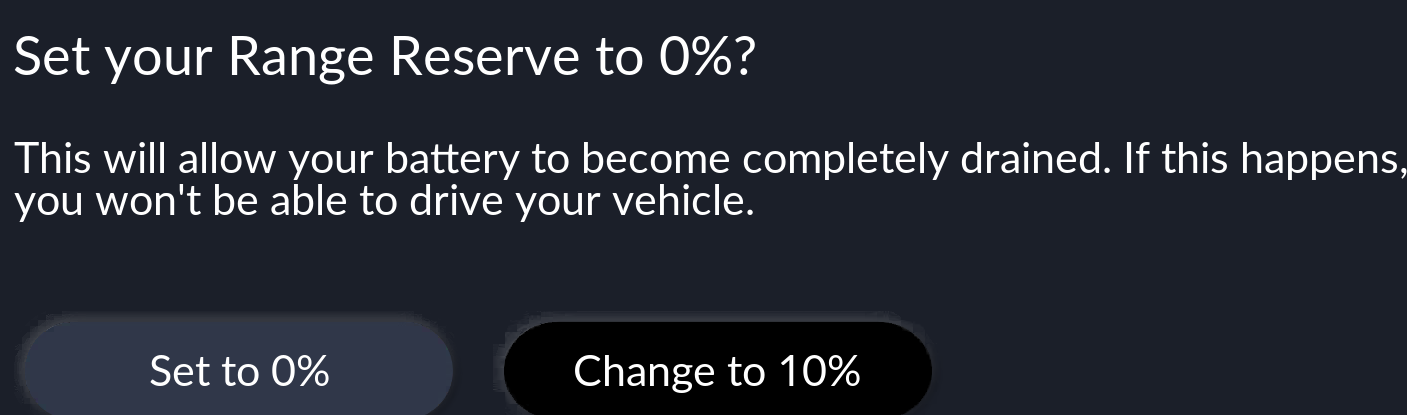 Set your Range Reserve to 0%?
This will allow your battery to become completely drained. If this happens,
you won't be able to drive your vehicle.
Set to 0%
Change to 10%